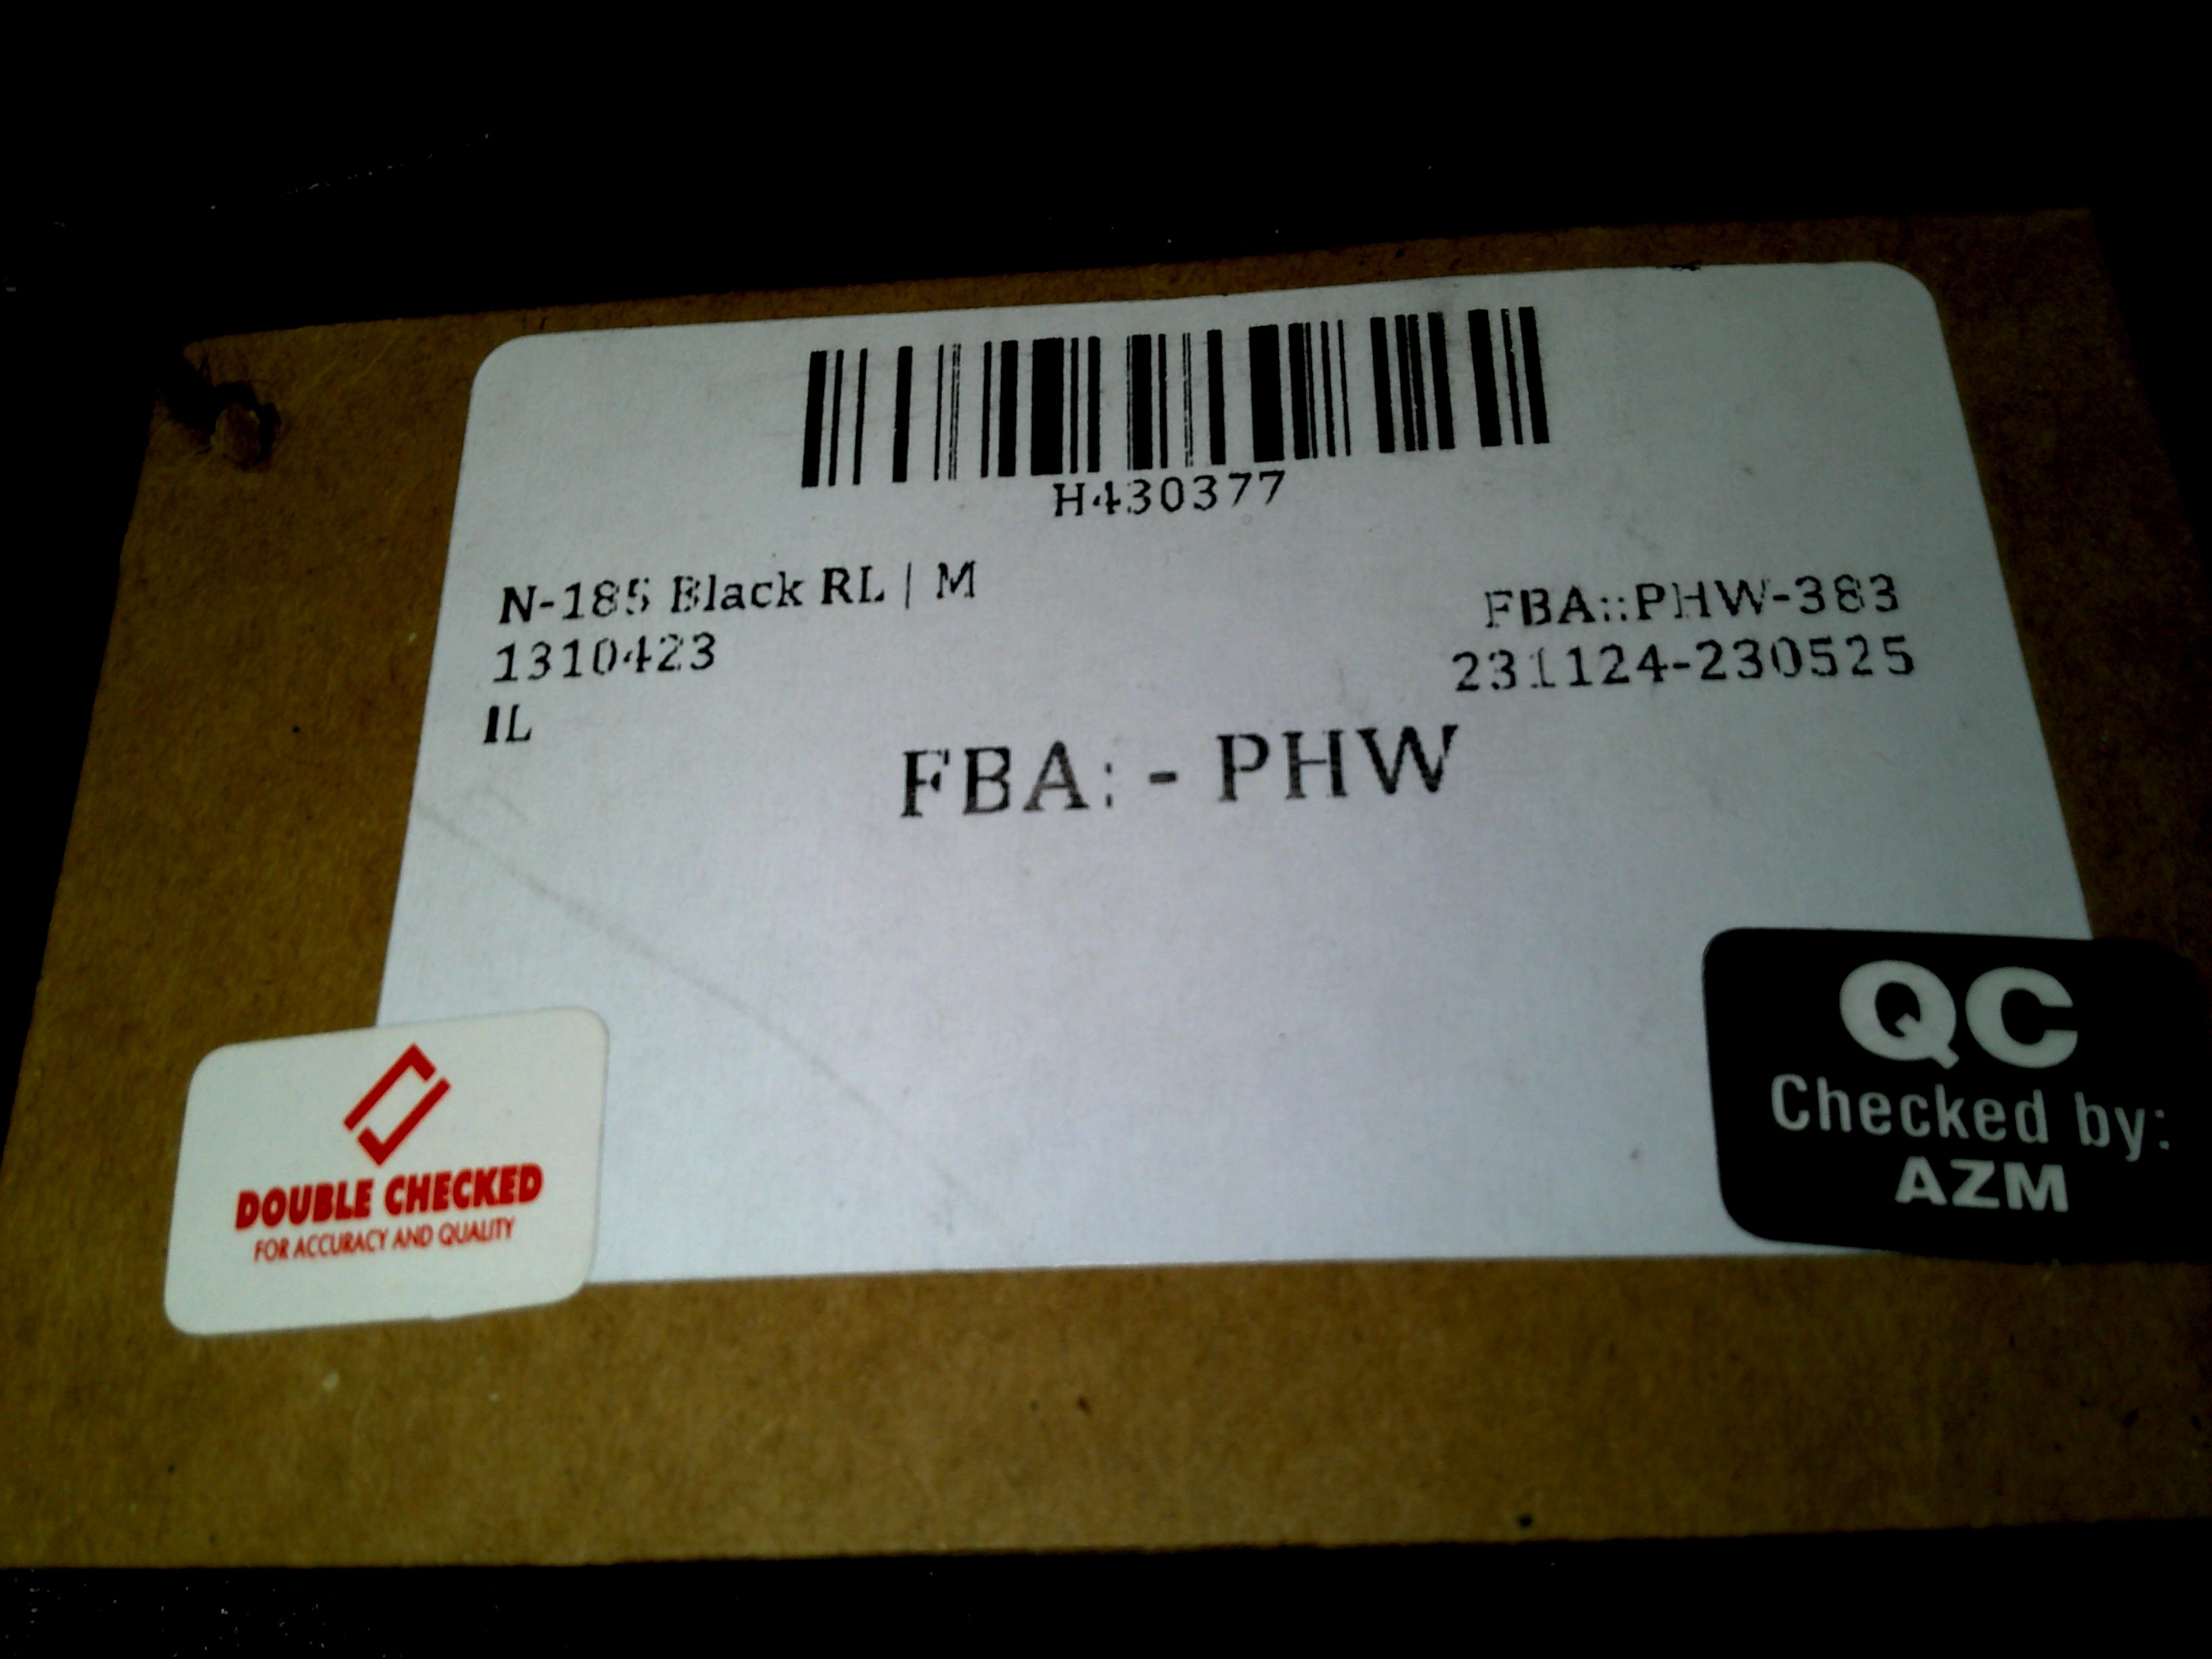 H430377
N-185 Black RL | M
1310423
IL
FBA::PHW-383
231124-230525
FBA: - PHW
DOUBLE CHECKED
FOR ACCURACY AND QUALITY
QC
Checked by:
AZM